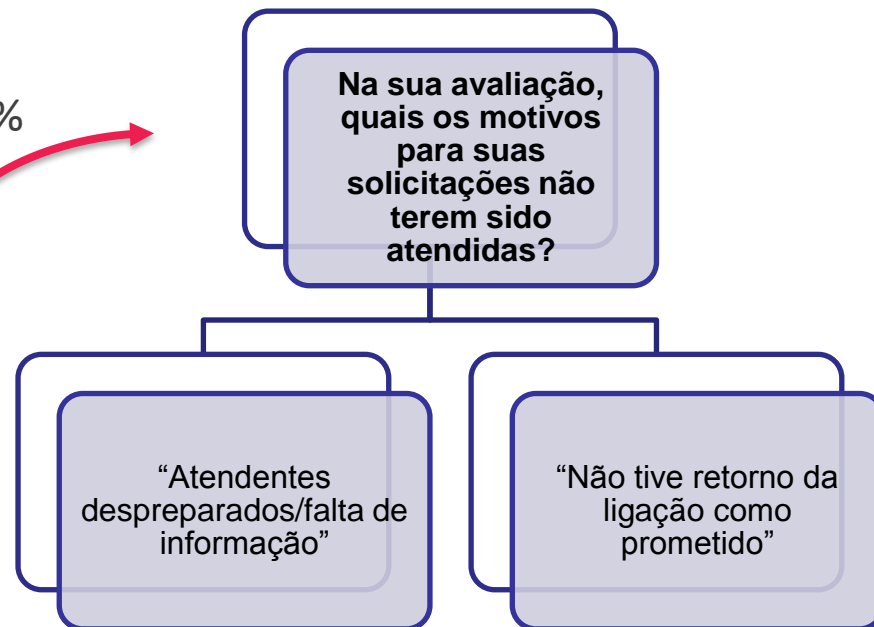 %
Na sua avaliação,
quais os motivos
para suas
solicitações não
terem sido
atendidas?
“Atendentes
despreparados/falta de
informação”
“Não tive retorno da
ligação como
prometido”